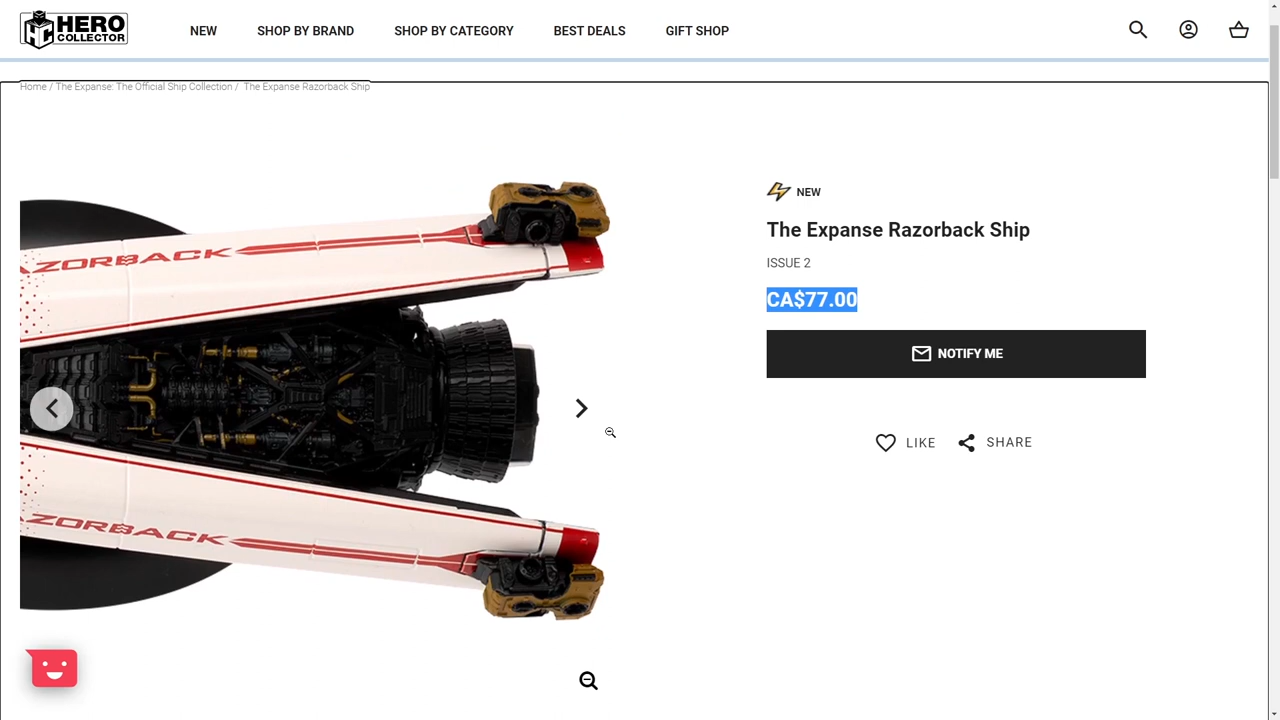 HERO
COLLECTOR
NEW
SHOP BY BRAND
SHOP BY CATEGORY
BEST DEALS
GIFT SHOP
Home / The Expanse: The Official Ship Collection / The Expanse Razorback Ship
ZORBACK
ZORBACK
NEW
The Expanse Razorback Ship
ISSUE 2
CA$77.00
NOTIFY ME
LIKE
SHARE